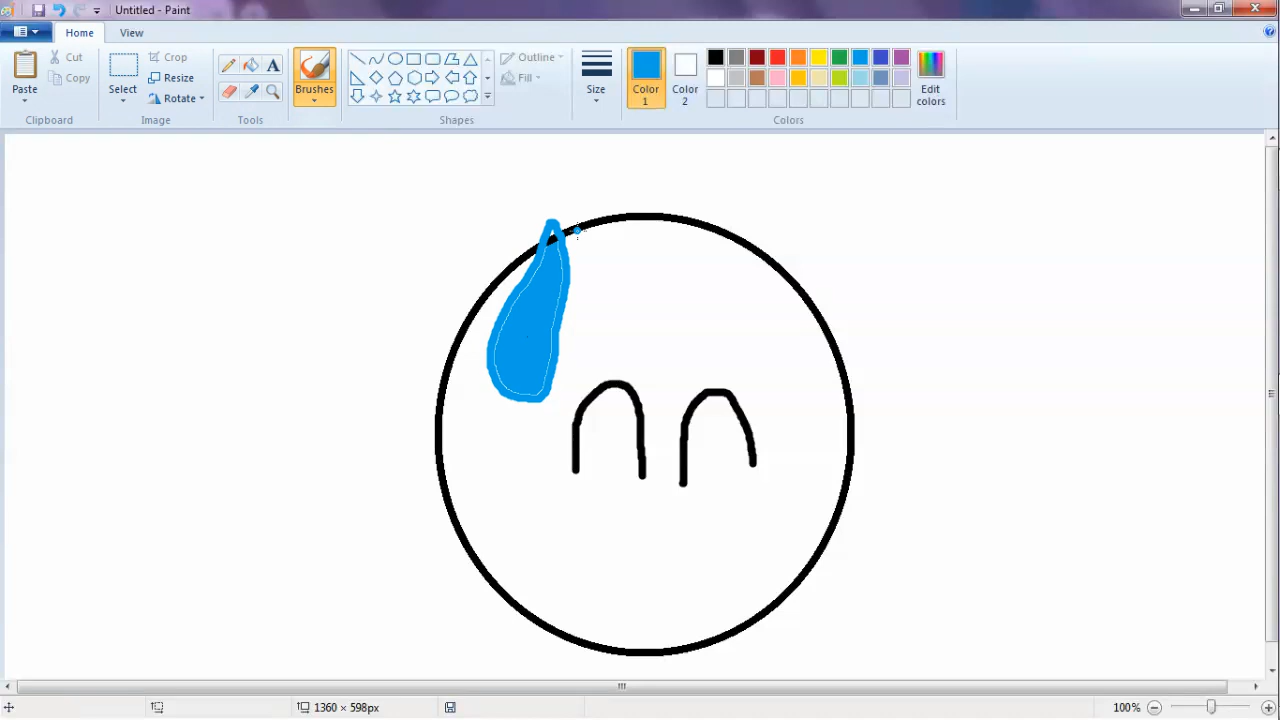 Untitled - Paint
Home View
Paste
Cut
Copy
Clipboard
Select
Crop
Resize
Rotate
Image
A
Tools
Brushes
Outline
Fill
Shapes
Size
Color 1
Color 2
Edit colors
Colors
1360 × 598px
100%